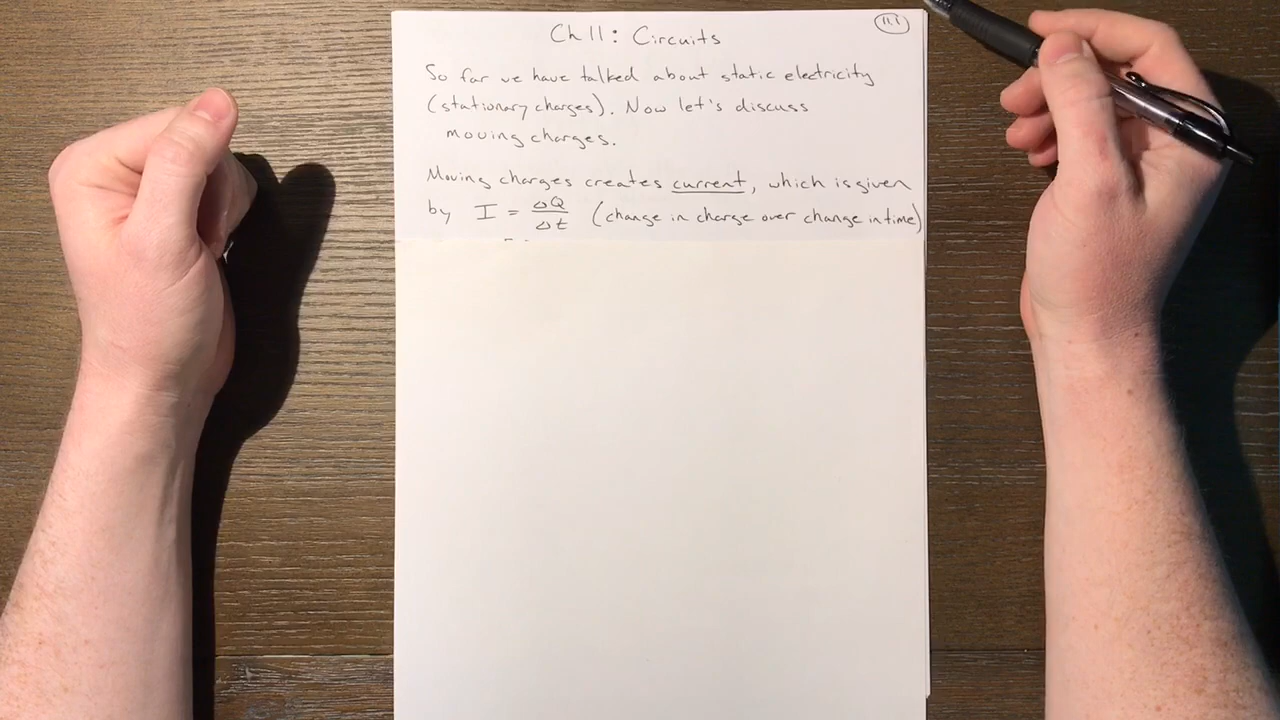 11.1
Ch 11: Circuits
So far we have talked about static electricity
(stationary charges). Now let's discuss
moving charges.
Moving charges creates current, which is given
by I = ΔQ/Δt (change in charge over change in time)